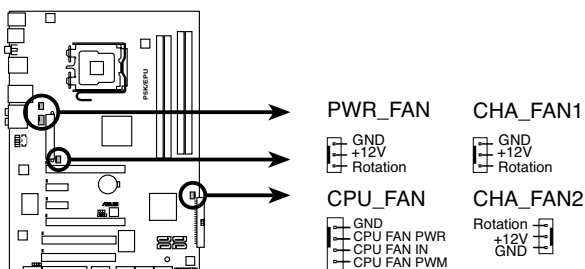 P5K/EPU
ASUS
PWR_FAN
GND
+12V
Rotation
CHA_FAN1
GND
+12V
Rotation
CPU_FAN
GND
CPU FAN PWR
CPU FAN IN
CPU FAN PWM
CHA_FAN2
Rotation
+12V
GND